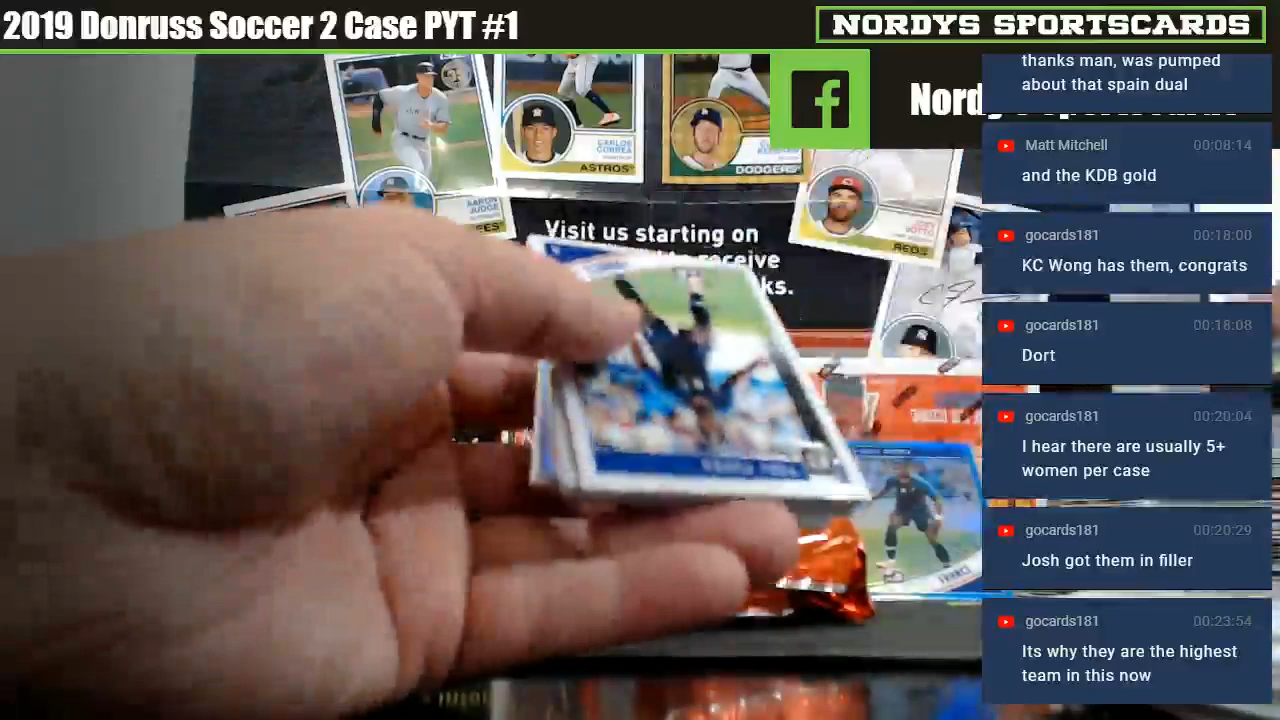 2019 Donruss Soccer 2 Case PYT #1
NORDYS SPORTSCARDS
thanks man, was pumped
about that spain dual
Matt Mitchell 00:08:14
and the KDB gold
gocards181 00:18:00
KC Wong has them, congrats
gocards181 00:18:08
Dort
gocards181 00:20:04
I hear there are usually 5+
women per case
gocards181 00:20:29
Josh got them in filler
gocards181 00:23:54
Its why they are the highest
team in this now
CARLOS
CORREA
ASTROS
DODGERS
AARON
JUDGE
JOEY
VOTTO
REDS
Visit us starting on
receive
FRANCE